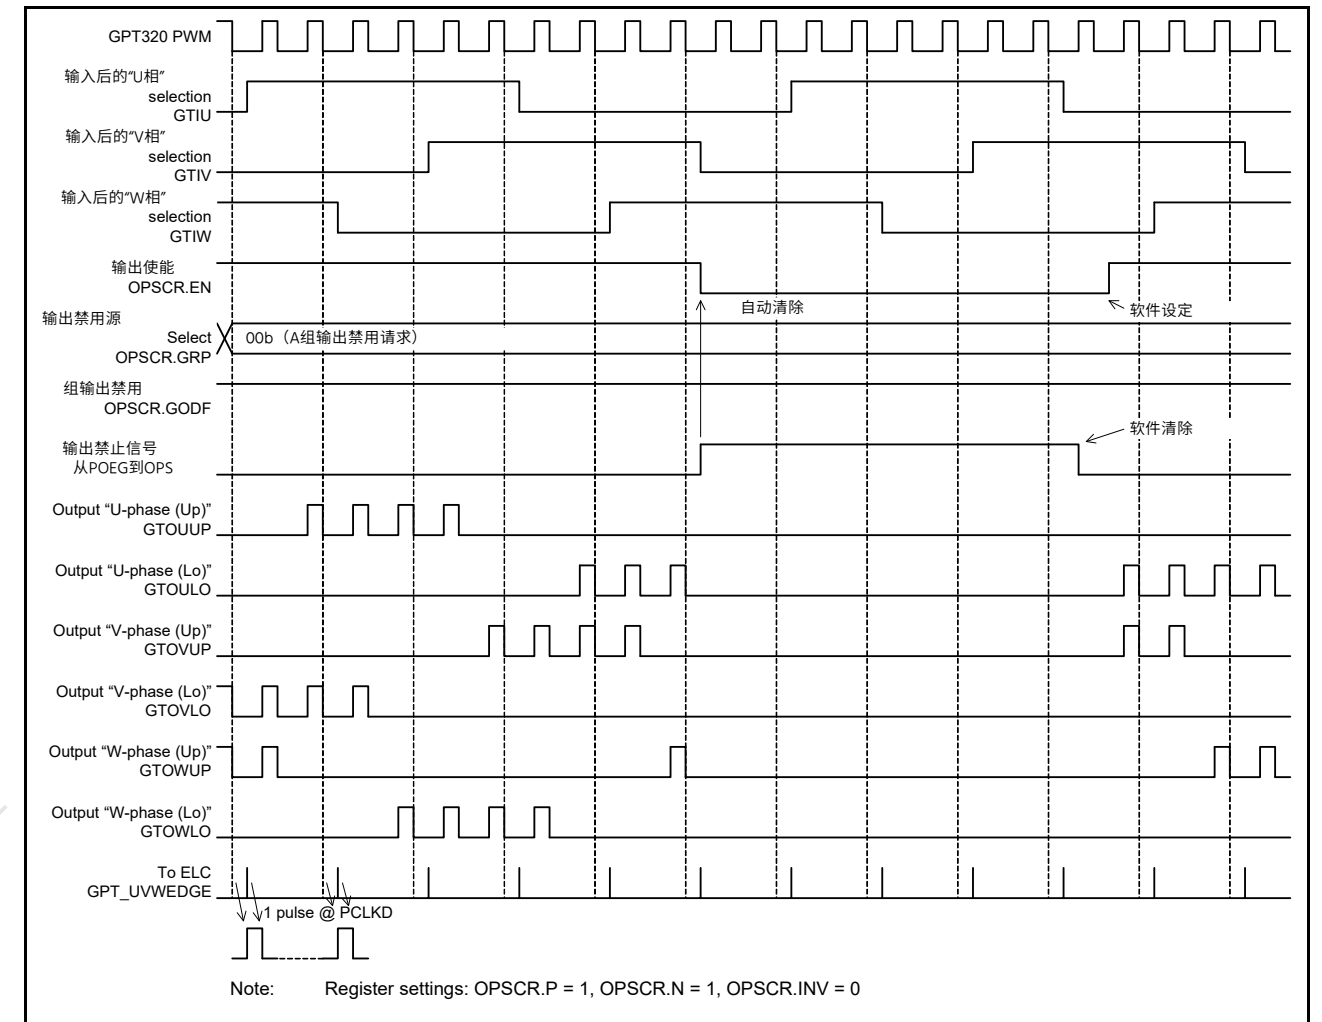 GPT320 PWM
输入后的“U相”
selection
GTIU
输入后的“V相”
selection
GTIV
输入后的“W相”
selection
GTIW
输出使能
OPSCR.EN
自动清除
软件设定
输出禁用源
Select
OPSCR.GRP
00b（A组输出禁用请求）
组输出禁用
OPSCR.GODF
软件清除
输出禁止信号
从POEG到OPS
Output “U-phase (Up)”
GTOUUP
Output “U-phase (Lo)”
GTOULO
Output “V-phase (Up)”
GTOVUP
Output “V-phase (Lo)”
GTOVLO
Output “W-phase (Up)”
GTOWUP
Output “W-phase (Lo)”
GTOWLO
To ELC
GPT_UVWEDGE
1 pulse @ PCLKD
Note: Register settings: OPSCR.P = 1, OPSCR.N = 1, OPSCR.INV = 0